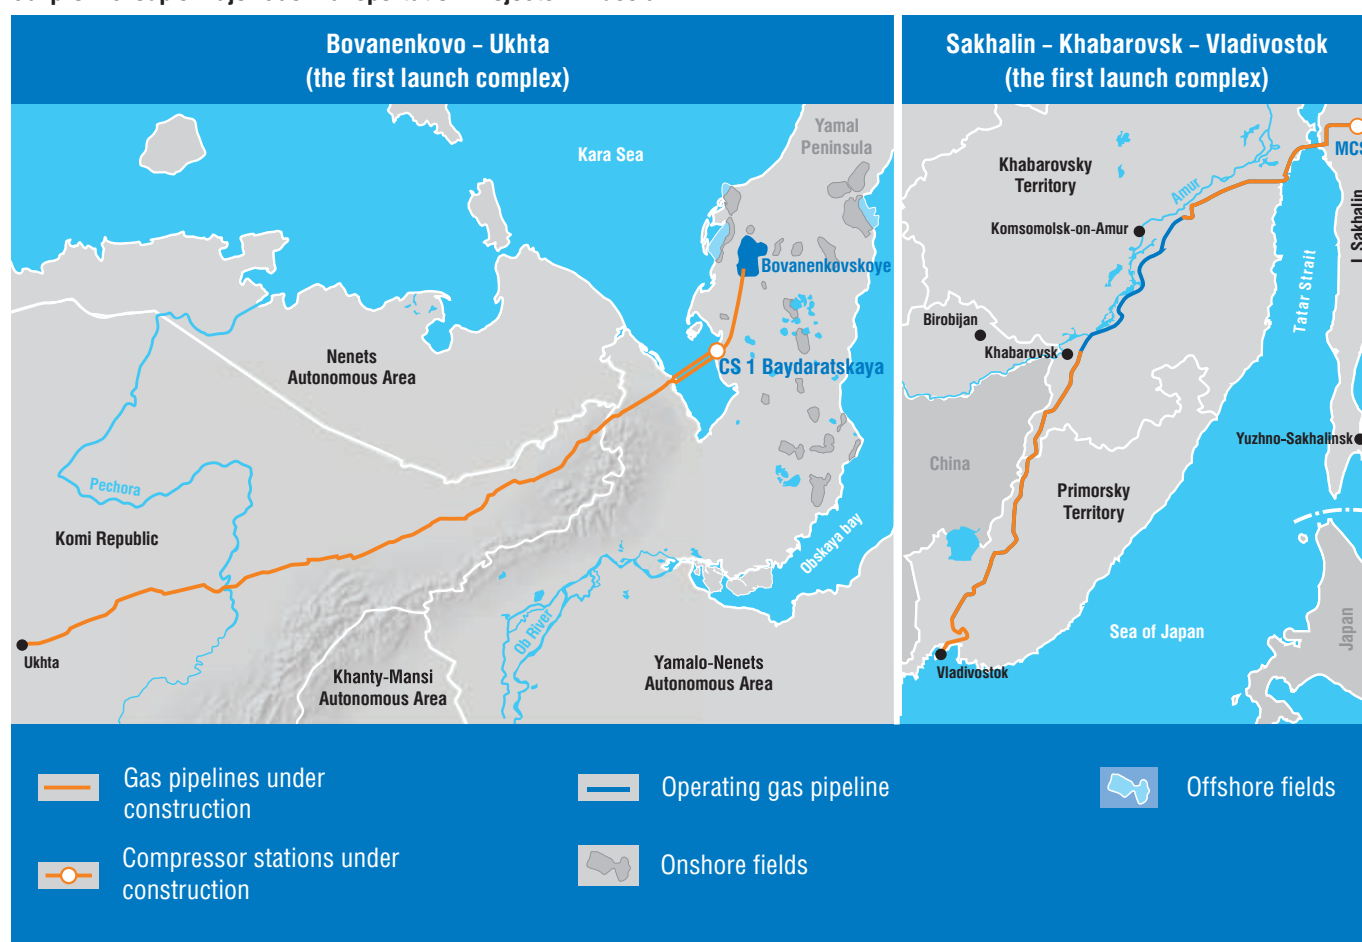 Bovanenkovo – Ukhta
(the first launch complex)
Sakhalin – Khabarovsk – Vladivostok
(the first launch complex)
Yamal
Peninsula
Kara Sea
Bovanenkovskoye
CS 1 Baydaratskaya
Nenets
Autonomous Area
Pechora
Komi Republic
Ukhta
Khanty-Mansi
Autonomous Area
Ob River
Yamalo-Nenets
Autonomous Area
Obskaya bay
Khabarovsky
Territory
Amur
Komsomolsk-on-Amur
Birobijan
Khabarovsk
China
Primorsky
Territory
Vladivostok
Sea of Japan
Tatar Strait
I. Sakhalin
Yuzhno-Sakhalinsk
Japan
Gas pipelines under
construction
Compressor stations under
construction
Operating gas pipeline
Onshore fields
Offshore fields